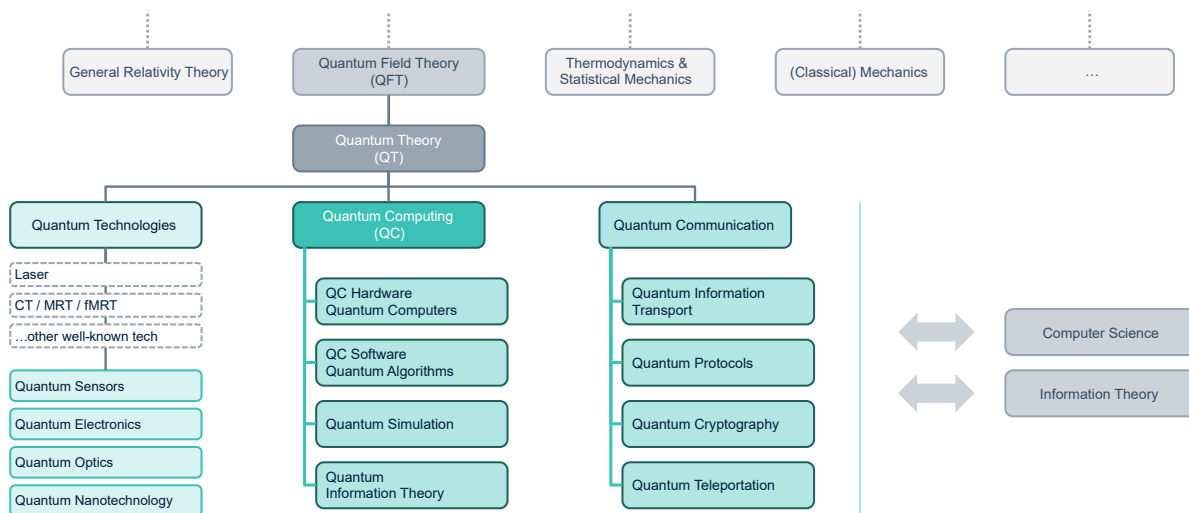 General Relativity Theory
Quantum Field Theory
(QFT)
Thermodynamics &
Statistical Mechanics
(Classical) Mechanics
…
Quantum Theory
(QT)
Quantum Technologies
Quantum Computing
(QC)
Quantum Communication
Laser
CT / MRT / fMRT
…other well-known tech
Quantum Sensors
Quantum Electronics
Quantum Optics
Quantum Nanotechnology
QC Hardware
Quantum Computers
QC Software
Quantum Algorithms
Quantum Simulation
Quantum
Information Theory
Quantum Information
Transport
Quantum Protocols
Quantum Cryptography
Quantum Teleportation
Computer Science
Information Theory